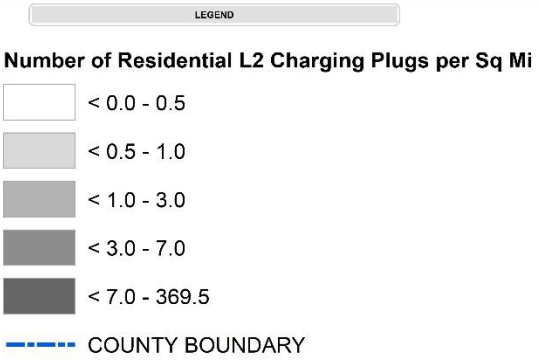 LEGEND
Number of Residential L2 Charging Plugs per Sq Mi
< 0.0 - 0.5
< 0.5 - 1.0
< 1.0 - 3.0
< 3.0 - 7.0
< 7.0 - 369.5
COUNTY BOUNDARY